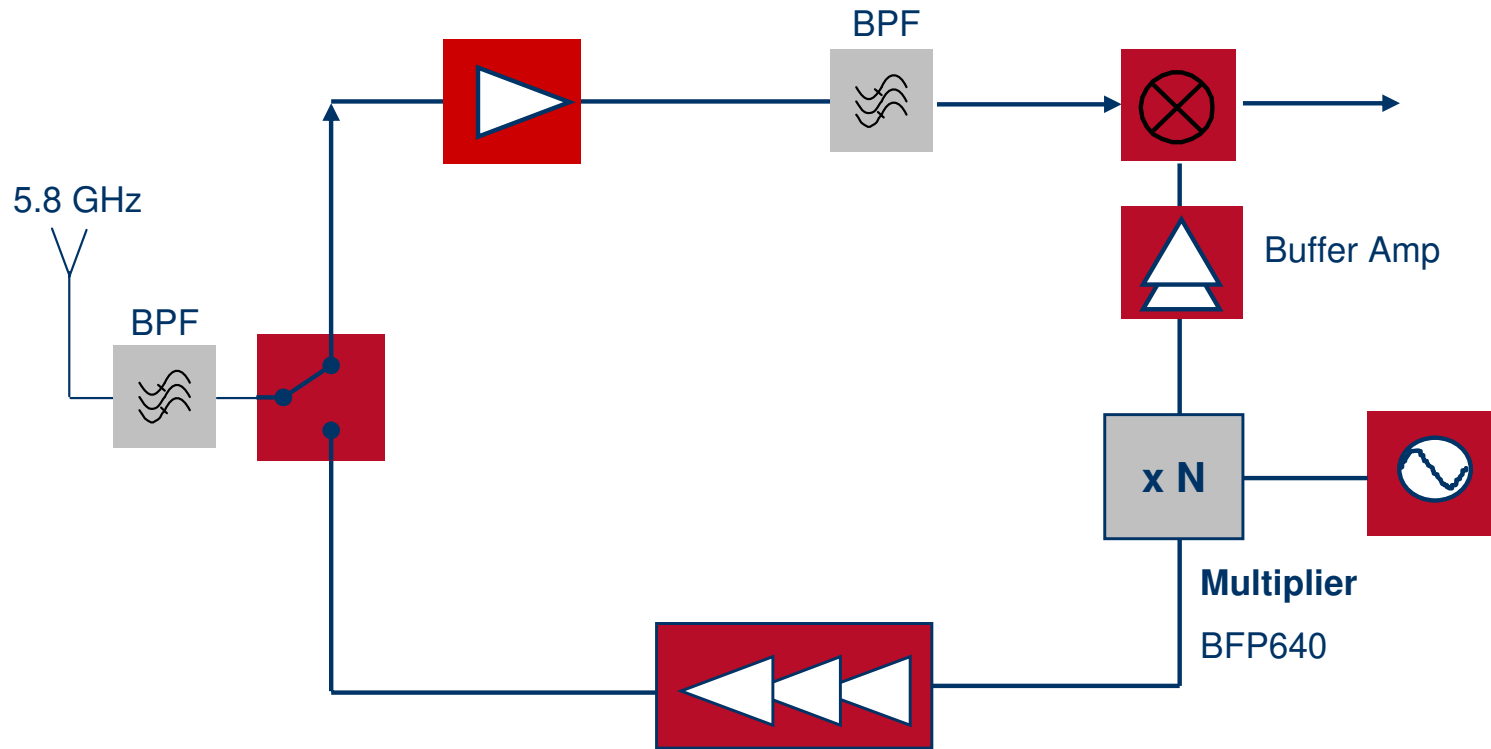 BPF
5.8 GHz
Buffer Amp
BPF
x N
Multiplier
BFP640